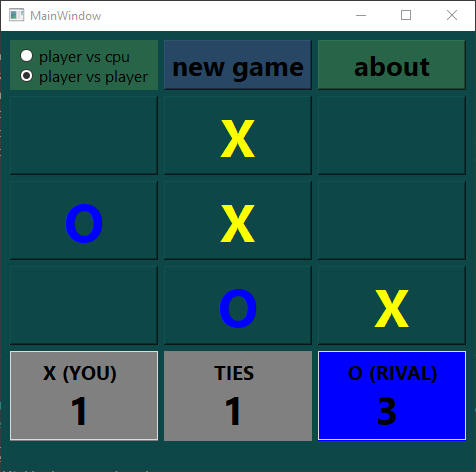 MainWindow
player vs cpu
player vs player
new game
about
X
O
X
O
X
X (YOU)
1
TIES
1
O (RIVAL)
3